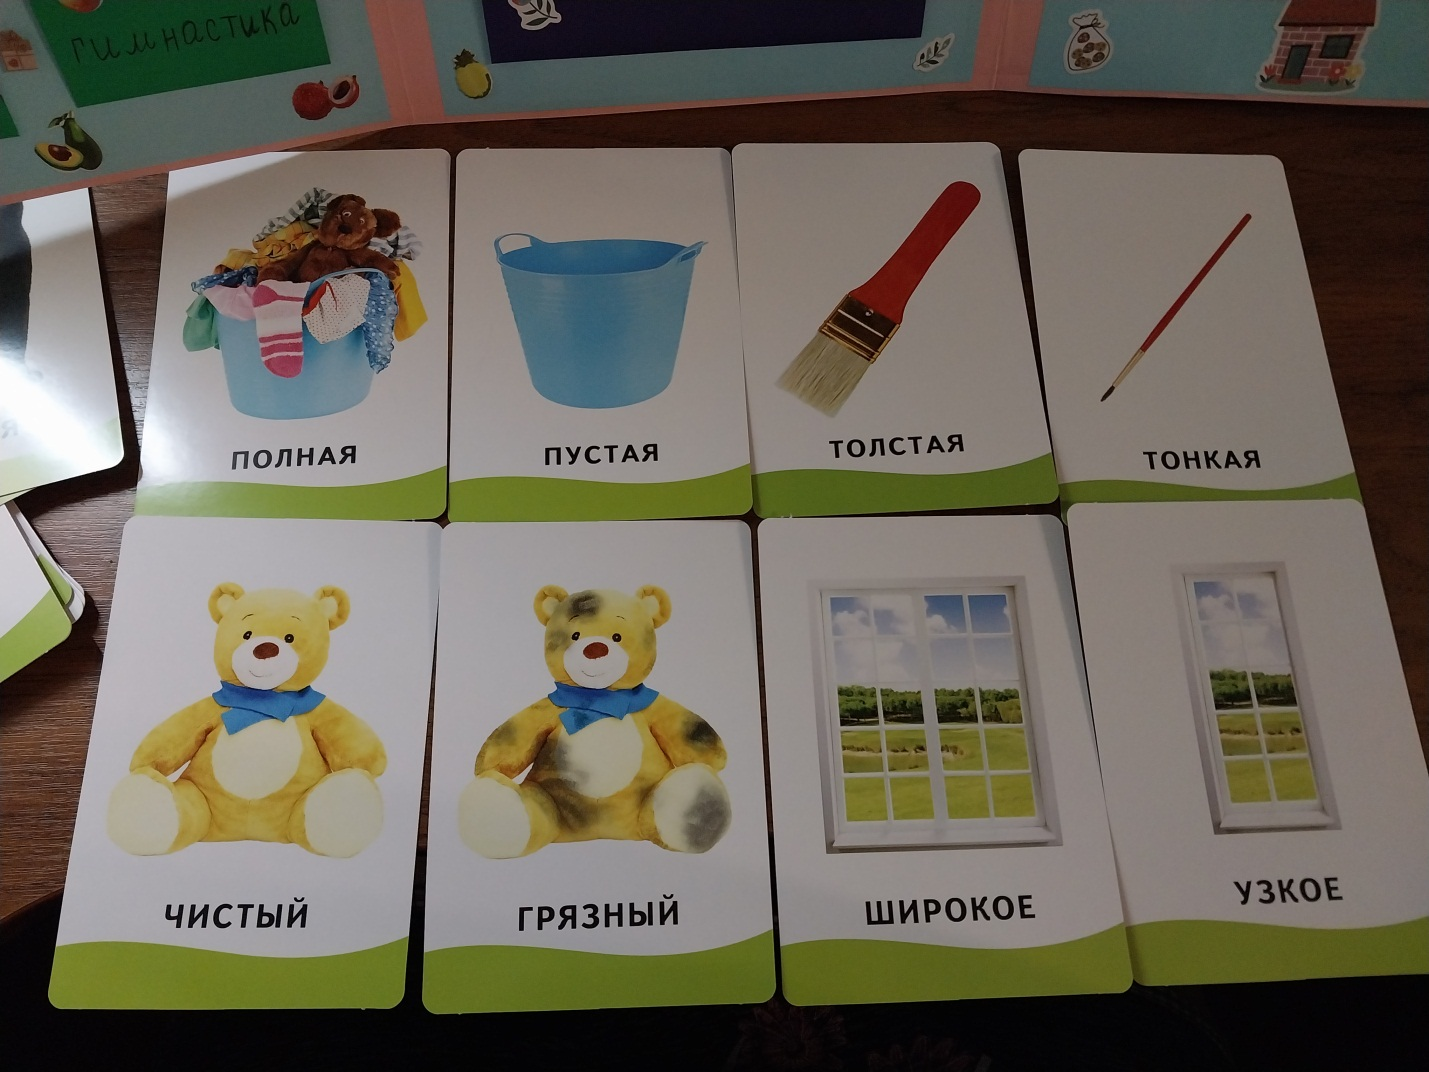 гимнастика
ПОЛНАЯ
ПУСТАЯ
ТОЛСТАЯ
ТОНКАЯ
ЧИСТЫЙ
ГРЯЗНЫЙ
ШИРОКОЕ
УЗКОЕ